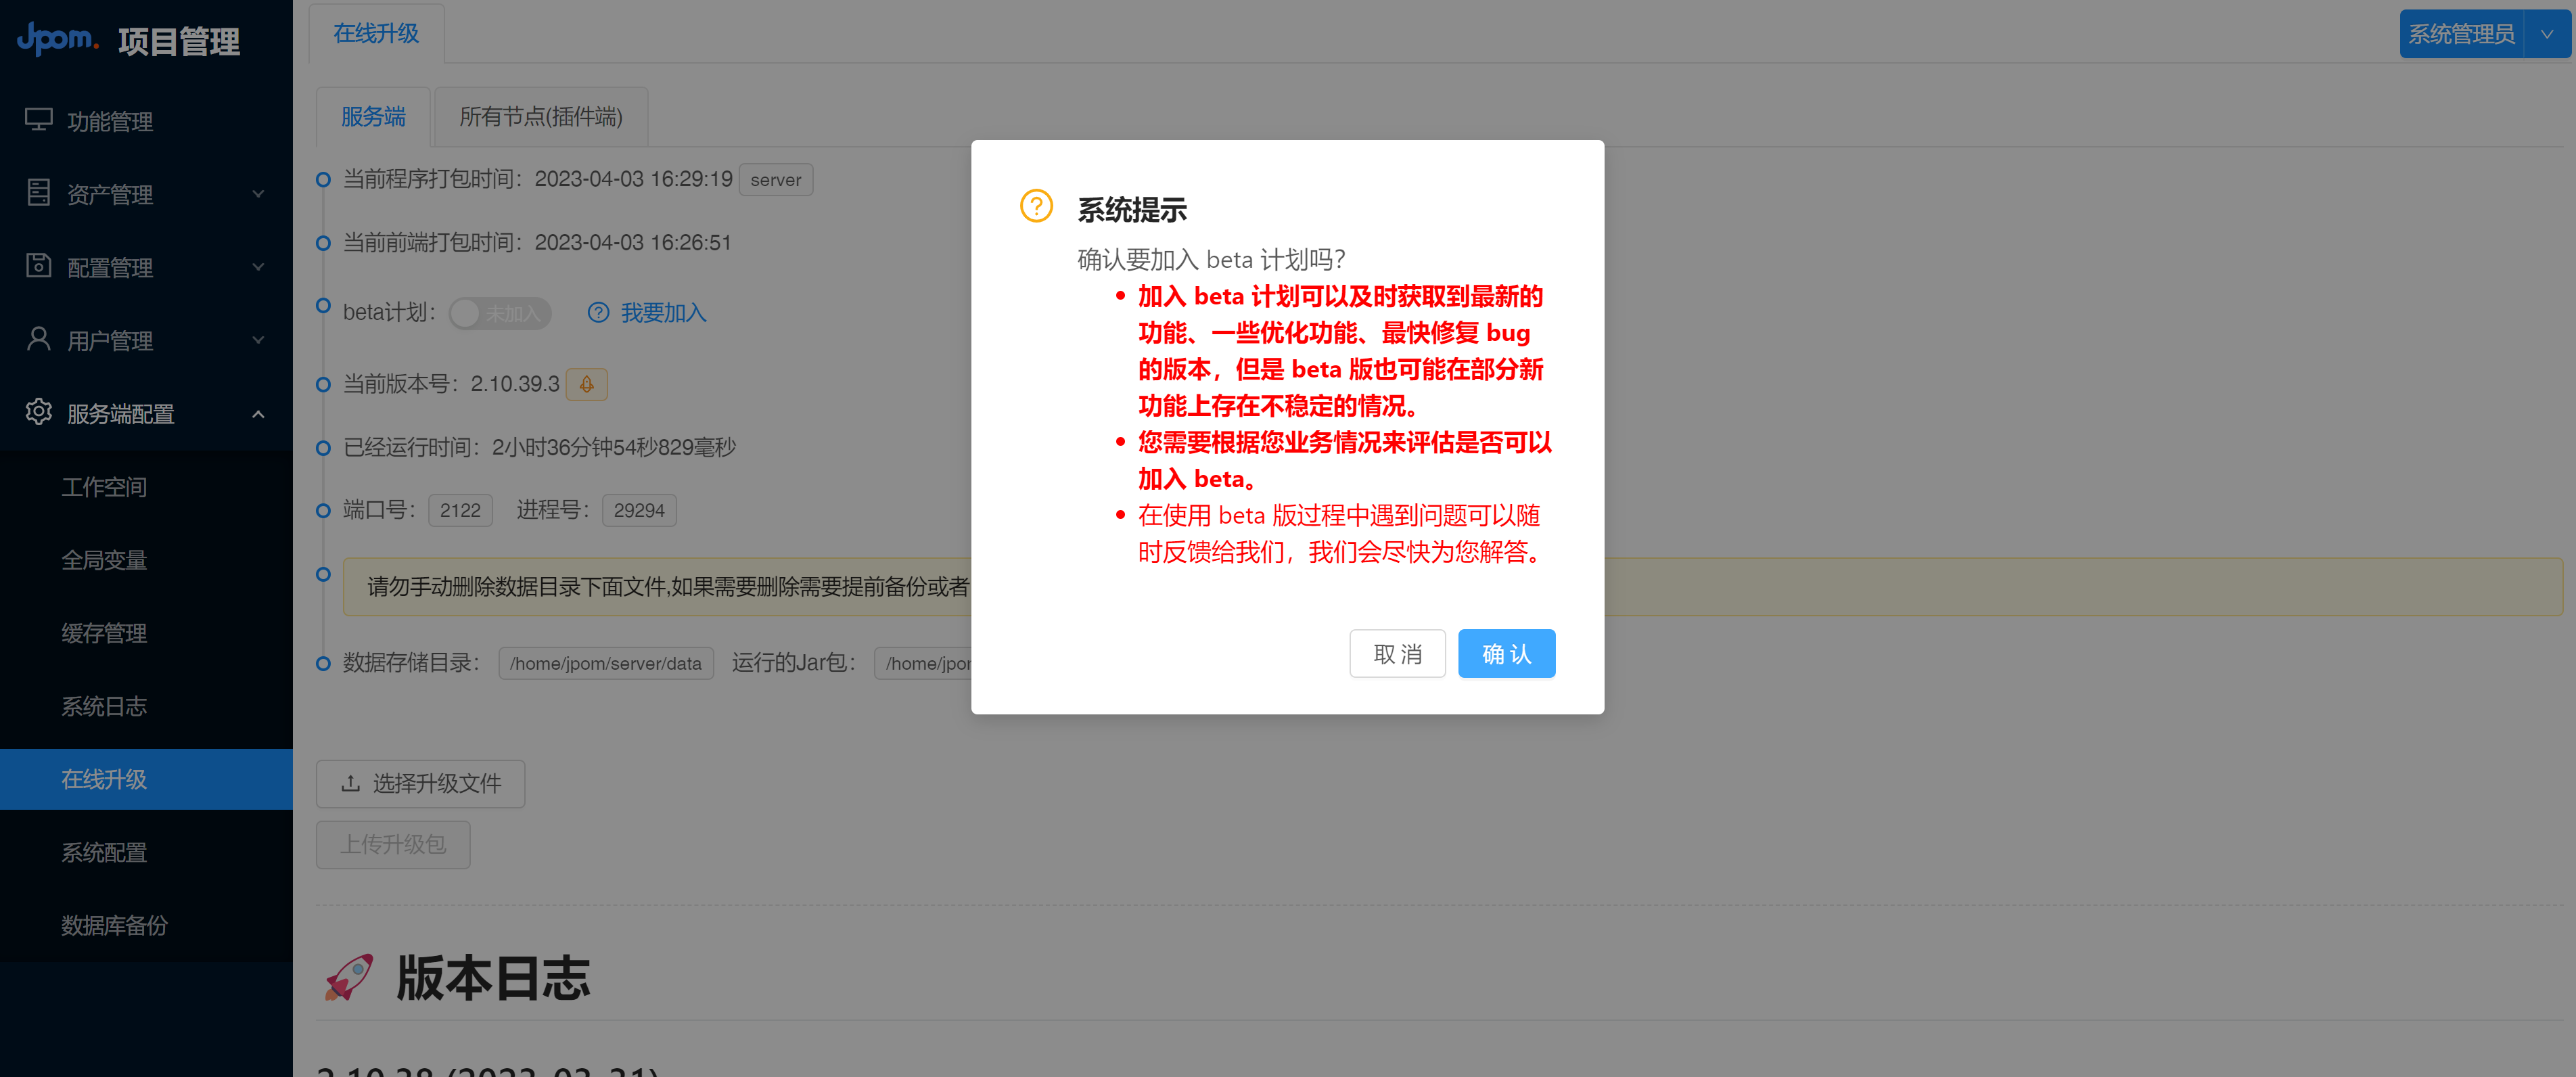 Jpom. 项目管理
功能管理
资产管理
配置管理
用户管理
服务端配置
工作空间
全局变量
缓存管理
系统日志
在线升级
系统配置
数据库备份
在线升级
系统管理员
服务端
所有节点(插件端)
当前程序打包时间：2023-04-03 16:29:19 server
当前前端打包时间：2023-04-03 16:26:51
beta计划： 未加入 我要加入
当前版本号：2.10.39.3
已经运行时间：2小时36分钟54秒829毫秒
端口号： 2122 进程号： 29294
请勿手动删除数据目录下面文件,如果需要删除需要提前备份或者
数据存储目录： /home/jpom/server/data 运行的Jar包： /home/jpo
选择升级文件
上传升级包
版本日志
2.10.38 (2023-03-31)
系统提示
确认要加入 beta 计划吗？
• 加入 beta 计划可以及时获取到最新的
功能、一些优化功能、最快修复 bug
的版本，但是 beta 版也可能在部分新
功能上存在不稳定的情况。
• 您需要根据您业务情况来评估是否可以
加入 beta。
• 在使用 beta 版过程中遇到问题可以随
时反馈给我们，我们会尽快为您解答。
取 消
确 认